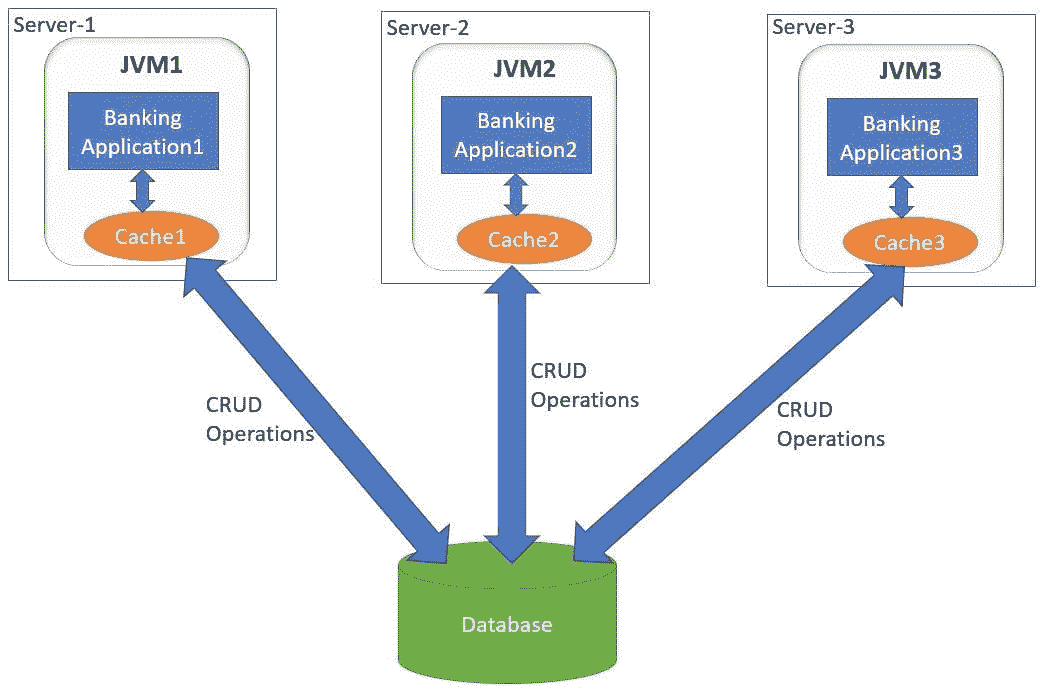 Server-1
JVM1
Banking
Application1
Cache1
Server-2
JVM2
Banking
Application2
Cache2
Server-3
JVM3
Banking
Application3
Cache3
CRUD
Operations
CRUD
Operations
CRUD
Operations
Database